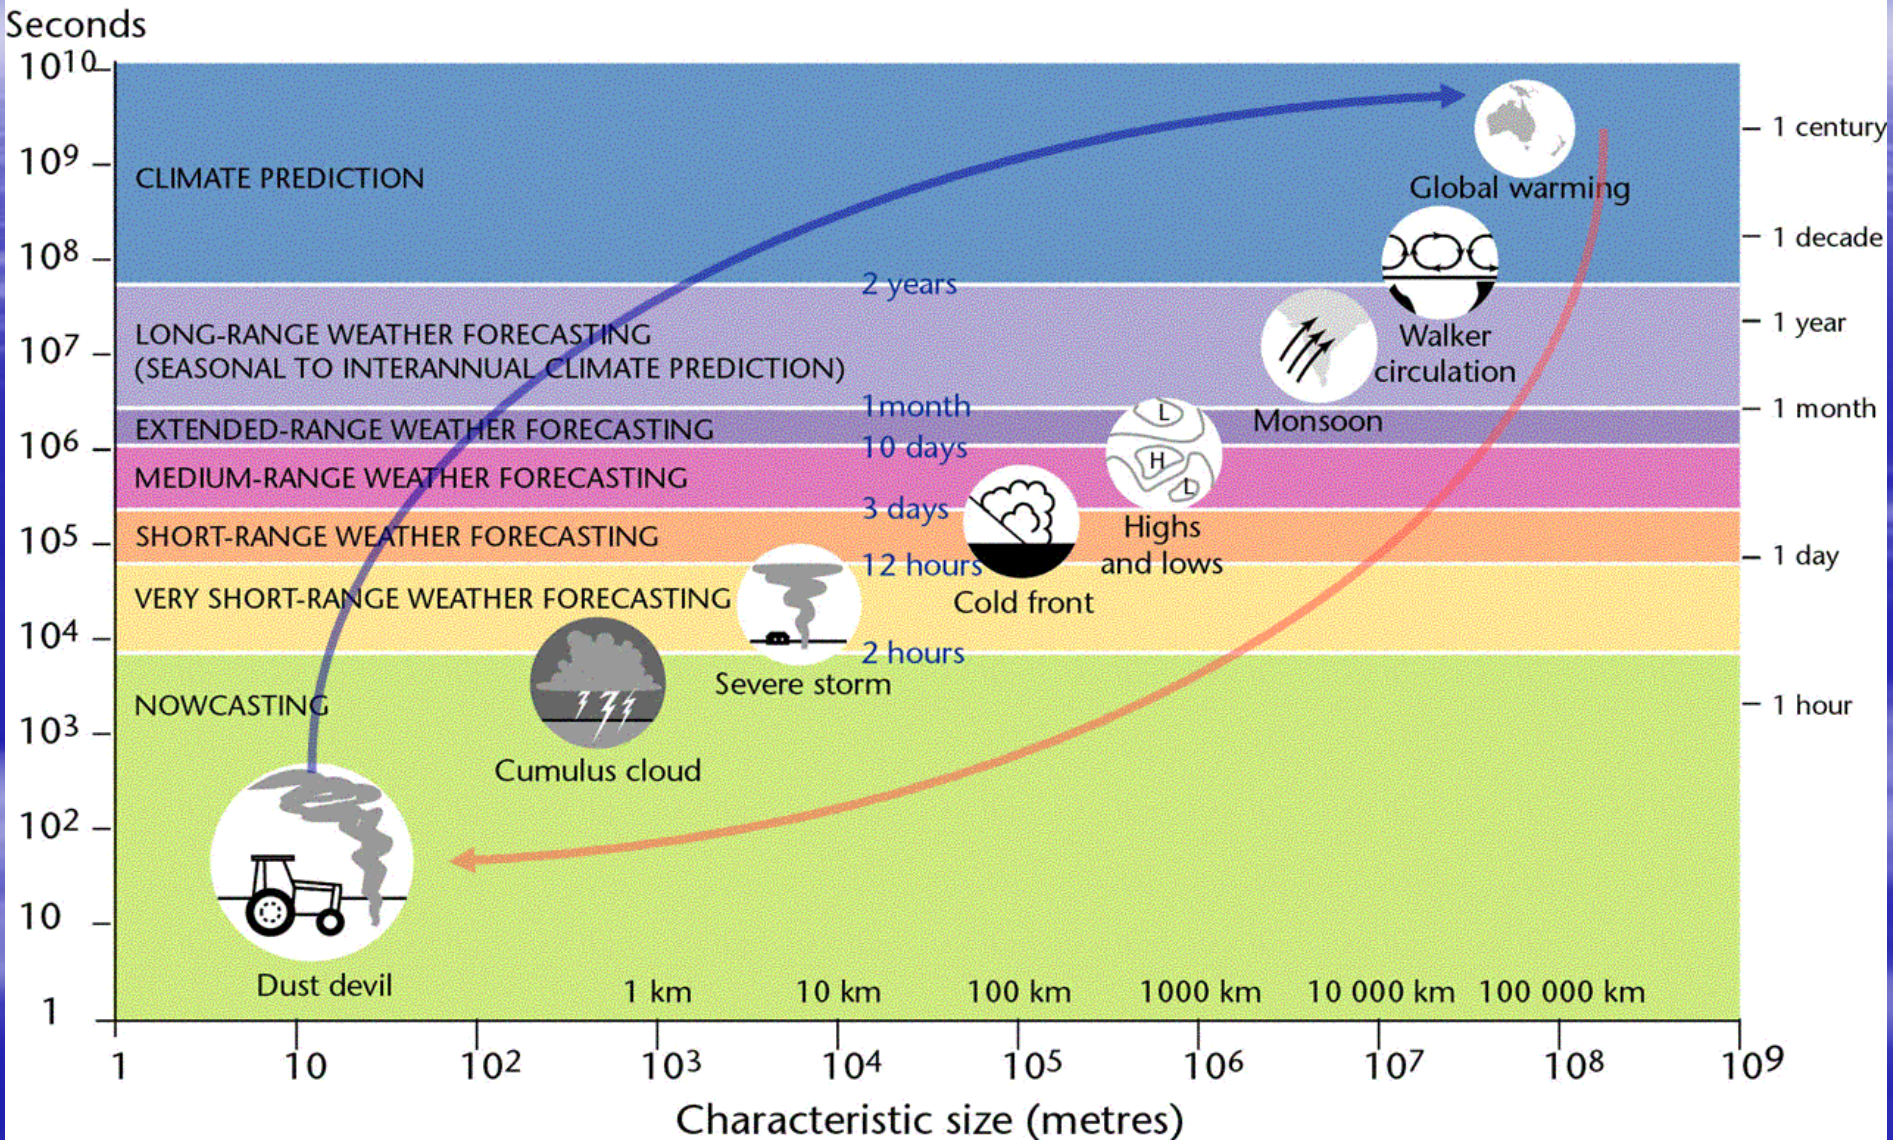 Seconds
10¹⁰
10⁹
10⁸
10⁷
10⁶
10⁵
10⁴
10³
10²
10
1
CLIMATE PREDICTION
2 years
LONG-RANGE WEATHER FORECASTING
(SEASONAL TO INTERANNUAL CLIMATE PREDICTION)
1month
EXTENDED-RANGE WEATHER FORECASTING
10 days
MEDIUM-RANGE WEATHER FORECASTING
3 days
SHORT-RANGE WEATHER FORECASTING
12 hours
VERY SHORT-RANGE WEATHER FORECASTING
2 hours
NOWCASTING
Global warming
Walker
circulation
Monsoon
L
H
L
Highs
and lows
Cold front
Severe storm
Cumulus cloud
Dust devil
1 century
1 decade
1 year
1 month
1 day
1 hour
1 km 10 km 100 km 1000 km 10 000 km 100 000 km
1 10 10² 10³ 10⁴ 10⁵ 10⁶ 10⁷ 10⁸ 10⁹
Characteristic size (metres)